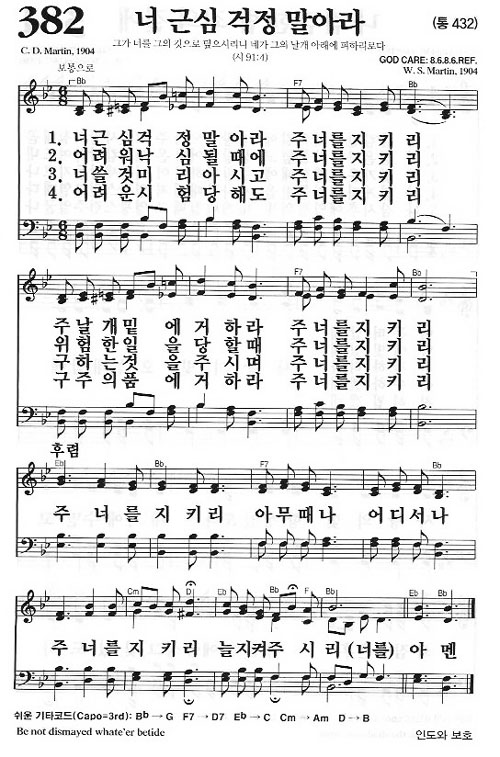 382 너 근심 걱정 말아라 (통 432)
그가 너를 그의 깃으로 덮으시리니 네가 그의 날개 아래에 피하리로다
(시 91:4)
C. D. Martin, 1904
GOD CARE: 8.6.8.6.REF.
W. S. Martin, 1904
보통으로
Bb F7 Bb
1. 너근 심걱 정말아라 주너를지키리
2. 어려워낙 심될때에 주너를지키리
3. 너쓸것미 리아시고 주너를지키리
4. 어려운시 험당해도 주너를지키리
F7 Bb
주날개밑 에거하라 주너를지키리
위험한일 을당할때 주너를지키리
구하는것 을주시며 주너를지키리
구주의품 에거하라 주너를지키리
후렴
Eb Bb F7 Bb
주 너를 지키리 아무때나 어디서나
Cm D Eb Bb F Bb Eb Bb
주 너를 지키리 늘지켜주 시리 (너를) 아 멘
쉬운 기타코드(Capo=3rd): Bb → G F7 → D7 Eb → C Cm → Am D → B
Be not dismayed whate'er betide 인도와 보호